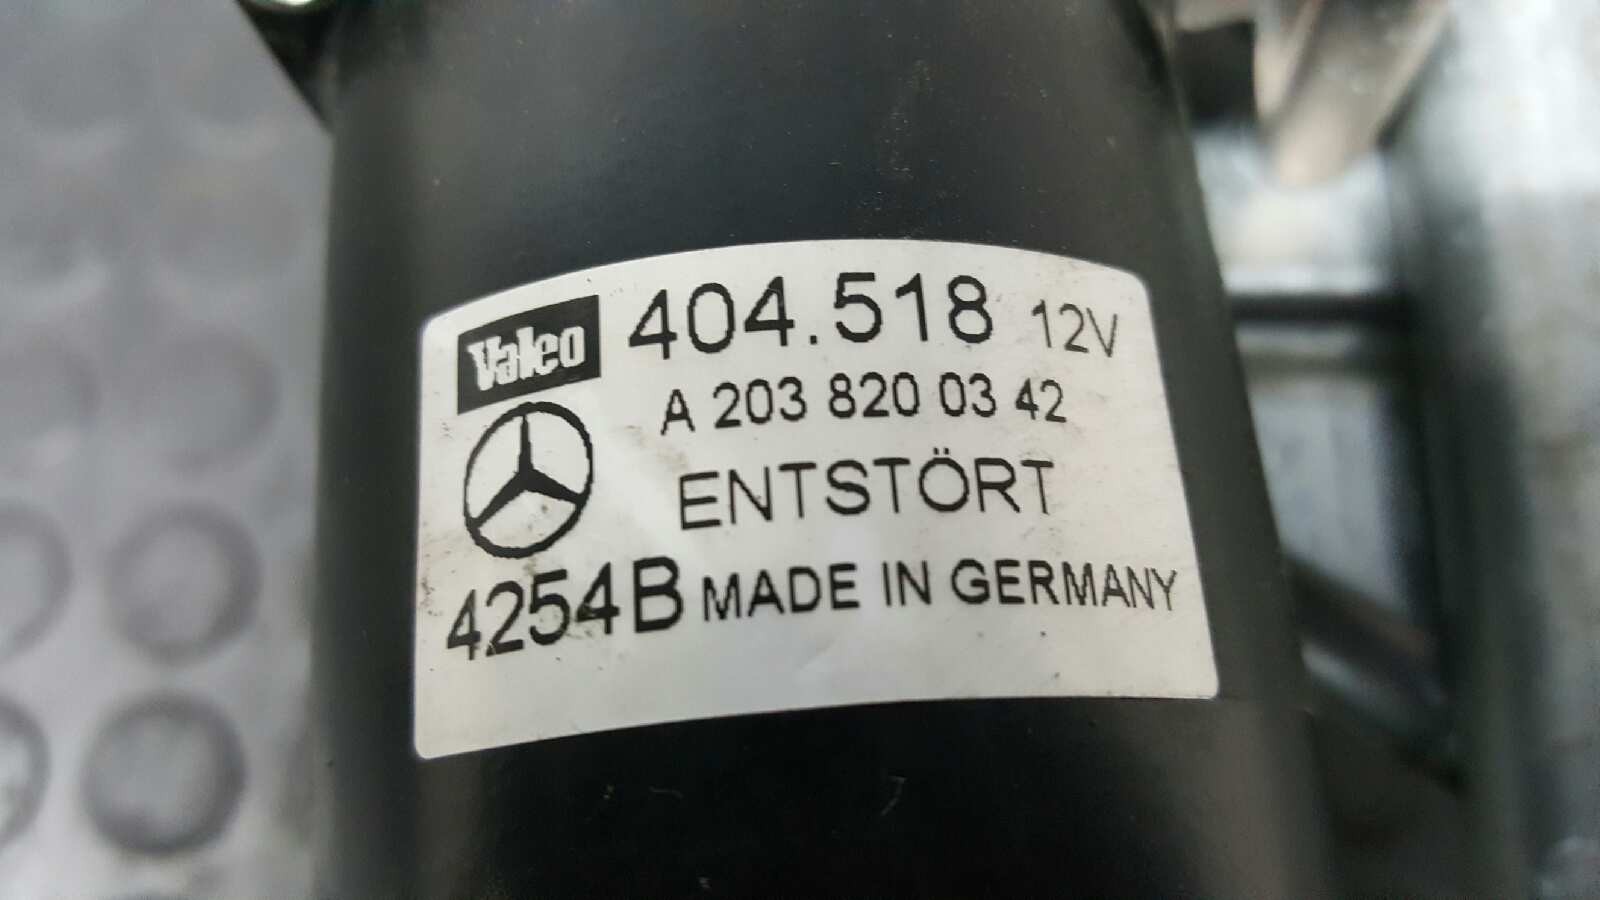 Valeo 404.518 12V
A 203 820 03 42
ENTSTÖRT
4254B MADE IN GERMANY